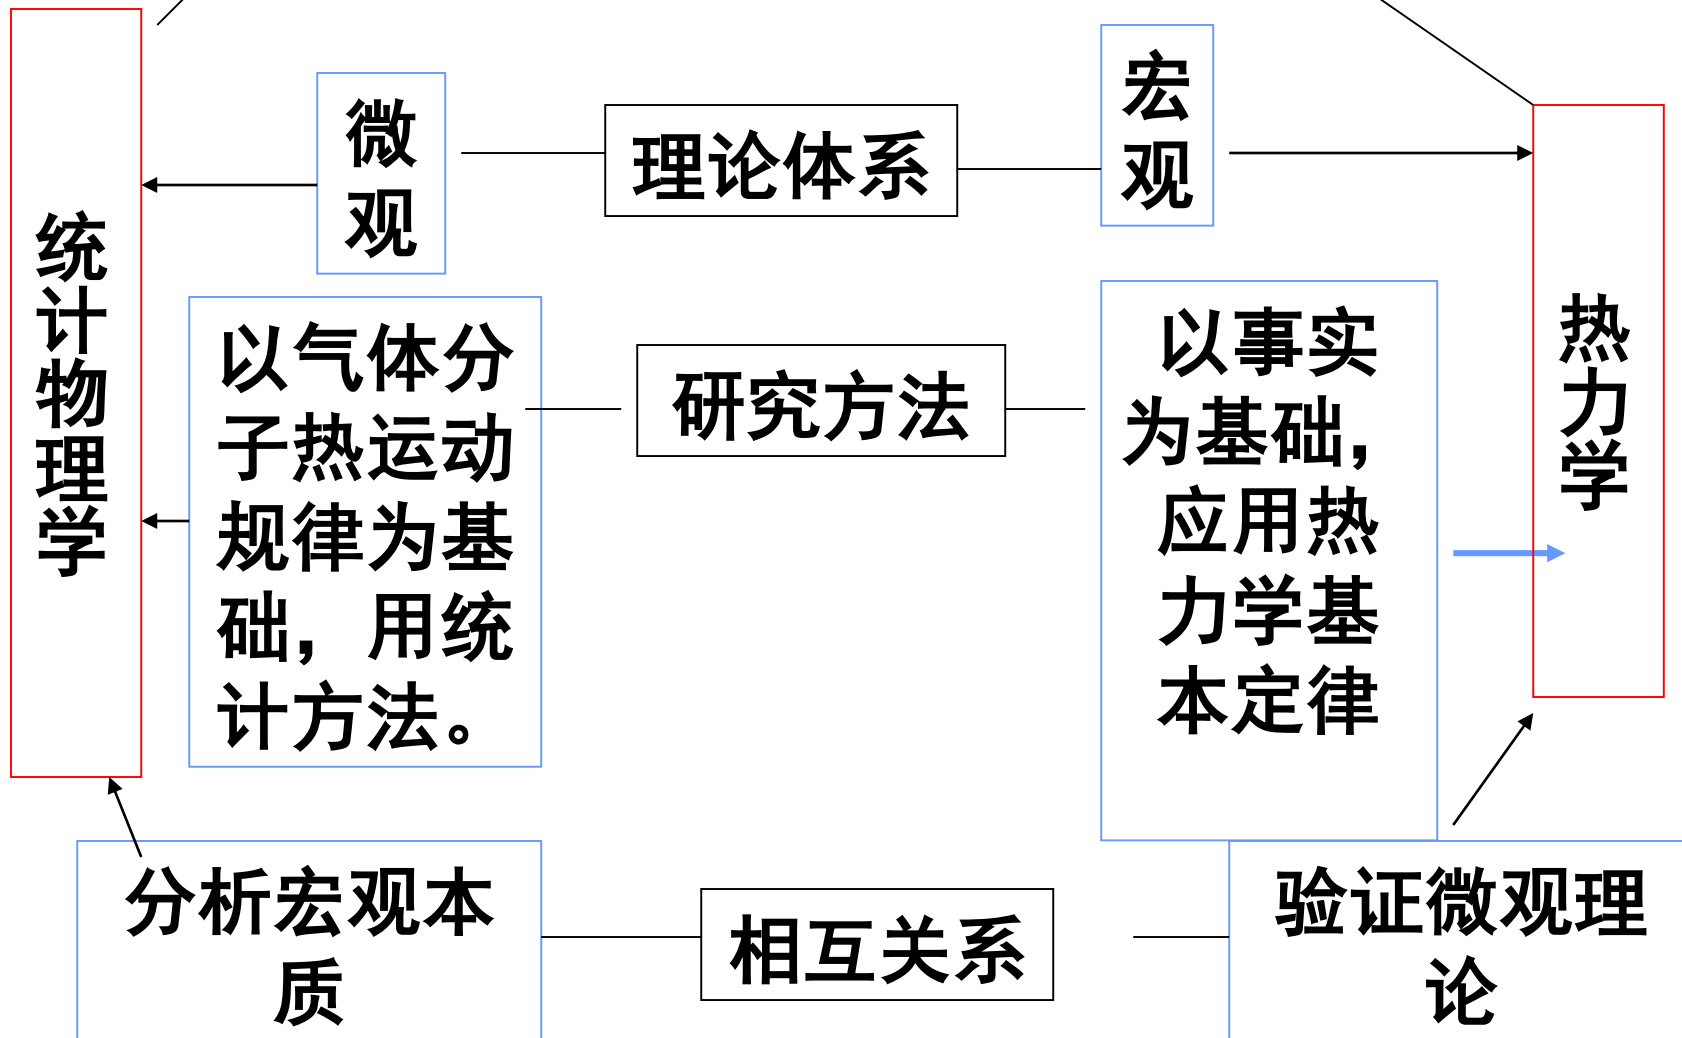 统计物理学
微
观
理论体系
宏
观
热力学
以气体分
子热运动
规律为基
础，用统
计方法。
研究方法
以事实
为基础，
应用热
力学基
本定律
分析宏观本
质
相互关系
验证微观理
论